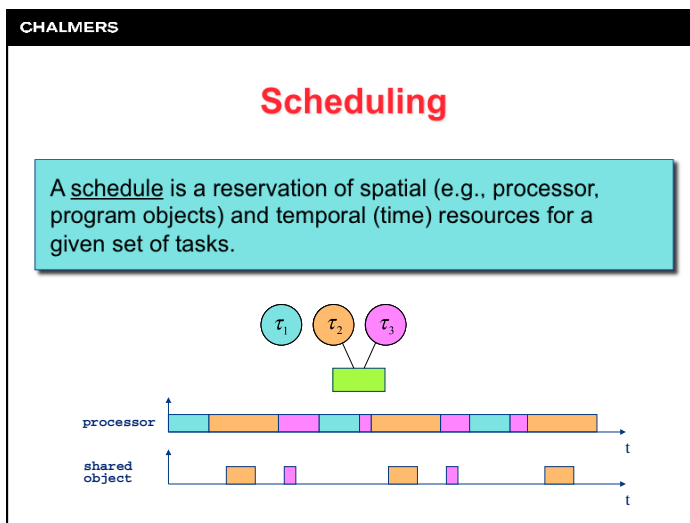 CHALMERS
Scheduling
A schedule is a reservation of spatial (e.g., processor,
program objects) and temporal (time) resources for a
given set of tasks.
τ1 τ2 τ3
processor
t
shared
object
t